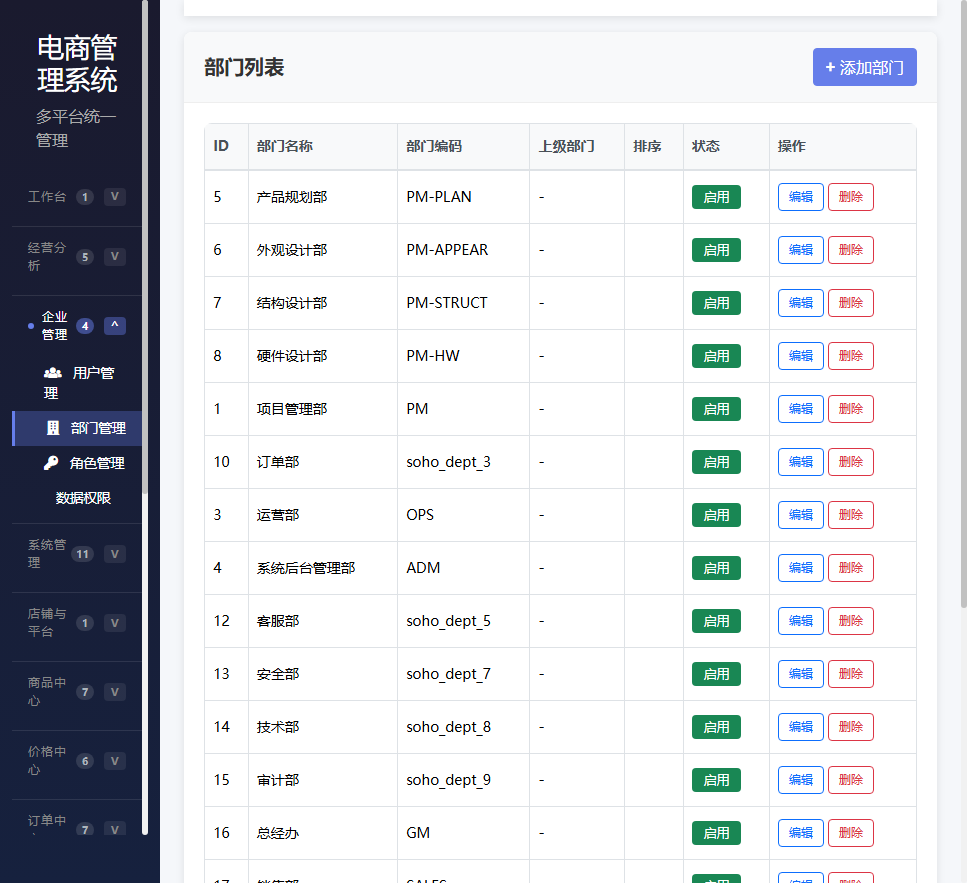 电商管
理系统
多平台统一
管理
工作台 1 V
经营分
析 5 V
企业
管理 4 ^
用户管
理
部门管理
角色管理
数据权限
系统管
理 11 V
店铺与
平台 1 V
商品中
心 7 V
价格中
心 6 V
订单中
7 V
部门列表
+ 添加部门
ID 部门名称 部门编码 上级部门 排序 状态 操作
5 产品规划部 PM-PLAN - 启用 编辑 删除
6 外观设计部 PM-APPEAR - 启用 编辑 删除
7 结构设计部 PM-STRUCT - 启用 编辑 删除
8 硬件设计部 PM-HW - 启用 编辑 删除
1 项目管理部 PM - 启用 编辑 删除
10 订单部 soho_dept_3 - 启用 编辑 删除
3 运营部 OPS - 启用 编辑 删除
4 系统后台管理部 ADM - 启用 编辑 删除
12 客服部 soho_dept_5 - 启用 编辑 删除
13 安全部 soho_dept_7 - 启用 编辑 删除
14 技术部 soho_dept_8 - 启用 编辑 删除
15 审计部 soho_dept_9 - 启用 编辑 删除
16 总经办 GM - 启用 编辑 删除